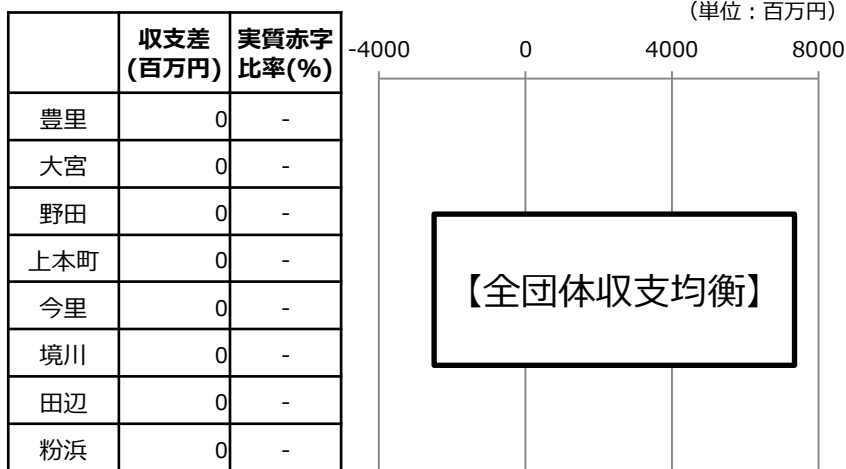 （単位：百万円）
収支差 実質赤字
(百万円) 比率(%)
-4000 0 4000 8000
豊里 0 -
大宮 0 -
野田 0 -
上本町 0 -
今里 0 -
境川 0 -
田辺 0 -
粉浜 0 -
【全団体収支均衡】